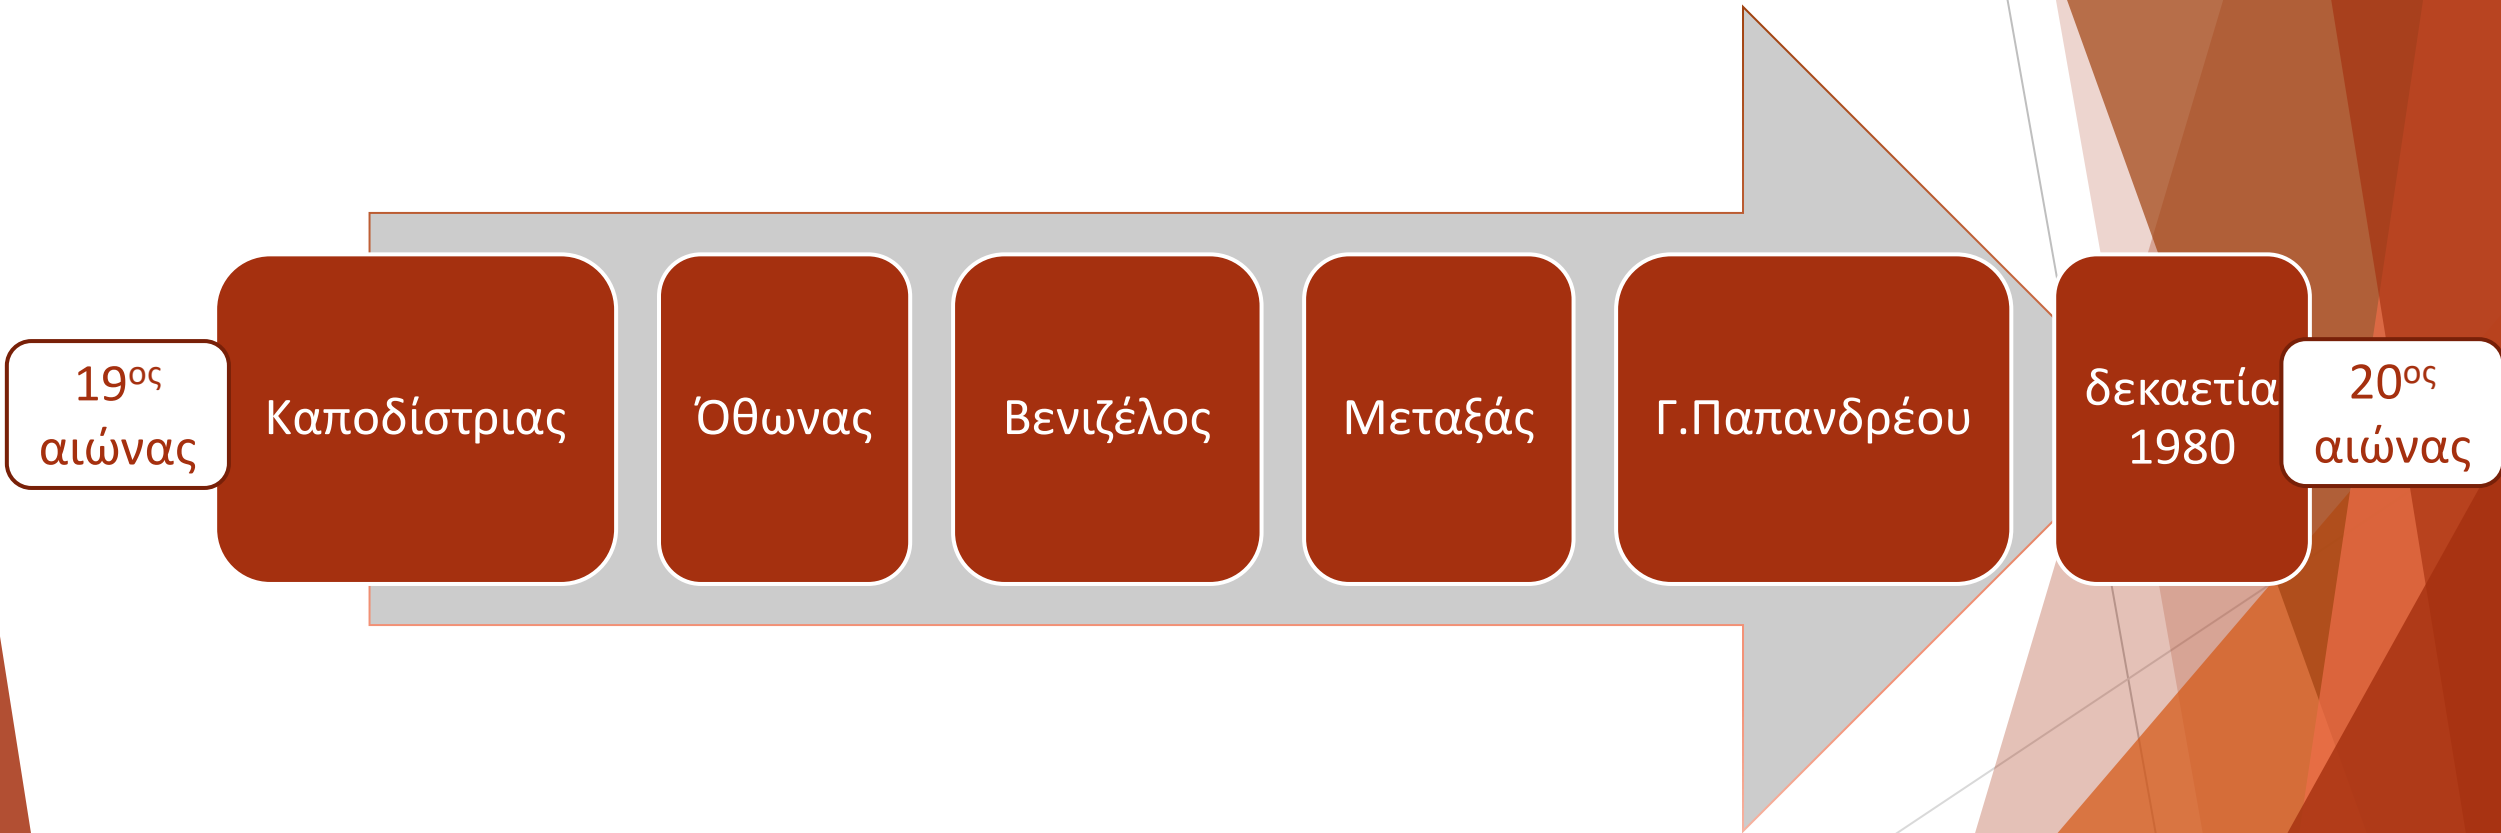 19ος
αιώνας
Καποδίστριας
Όθωνας
Βενιζέλος
Μεταξάς
Γ.Παπανδρέου
δεκαετία
1980
20ος
αιώνας